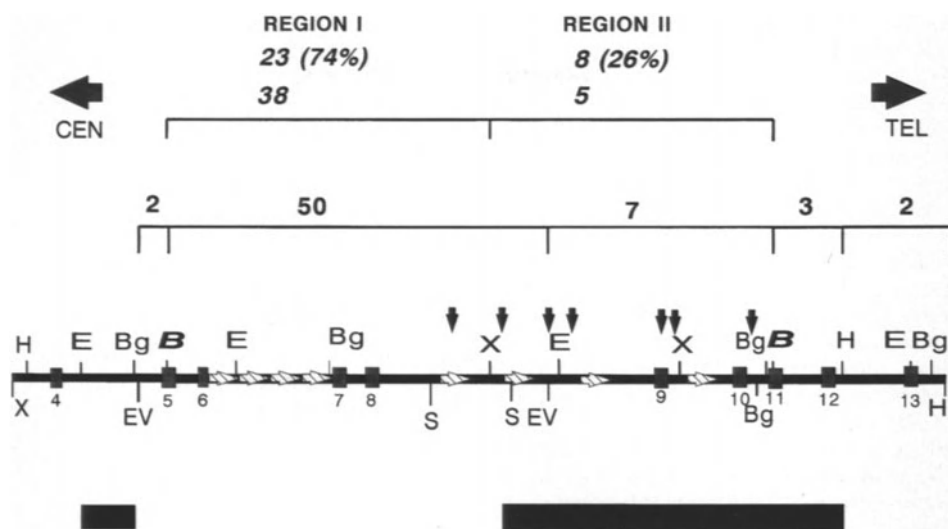 REGION I REGION II
23 (74%) 8 (26%)
38 5
CEN TEL
2 50 7 3 2
H E Bg B E Bg X E X Bg B H E Bg
X 4 EV 5 6 7 8 S S EV 9 10 Bg 11 12 13 H